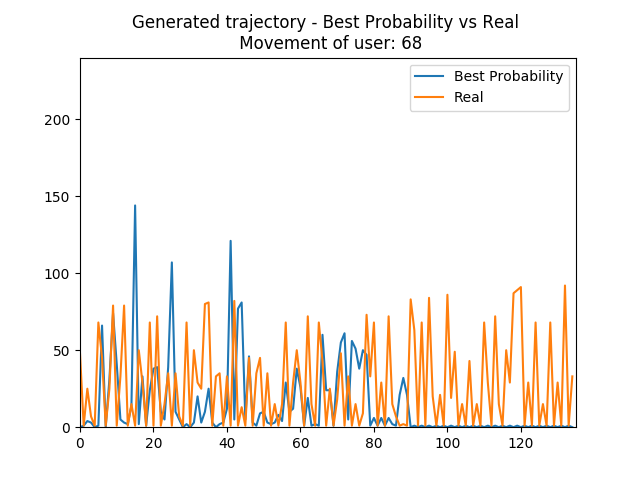 Generated trajectory - Best Probability vs Real
Movement of user: 68
Best Probability
Real
200
150
100
50
0
0 20 40 60 80 100 120